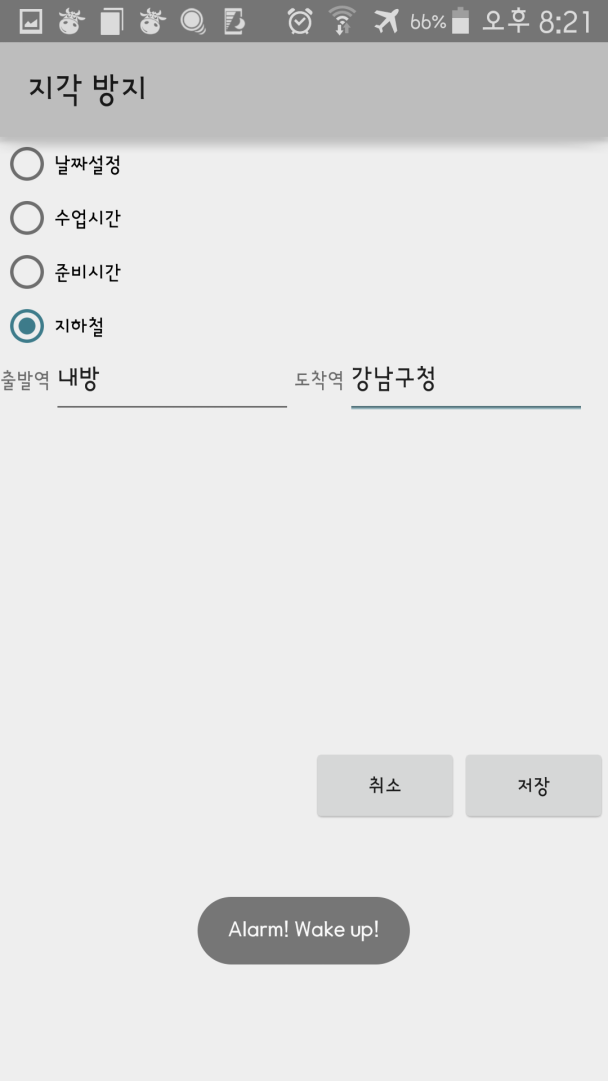 66% 오후 8:21
지각 방지
날짜설정
수업시간
준비시간
지하철
출발역 내방 도착역 강남구청
취소 저장
Alarm! Wake up!